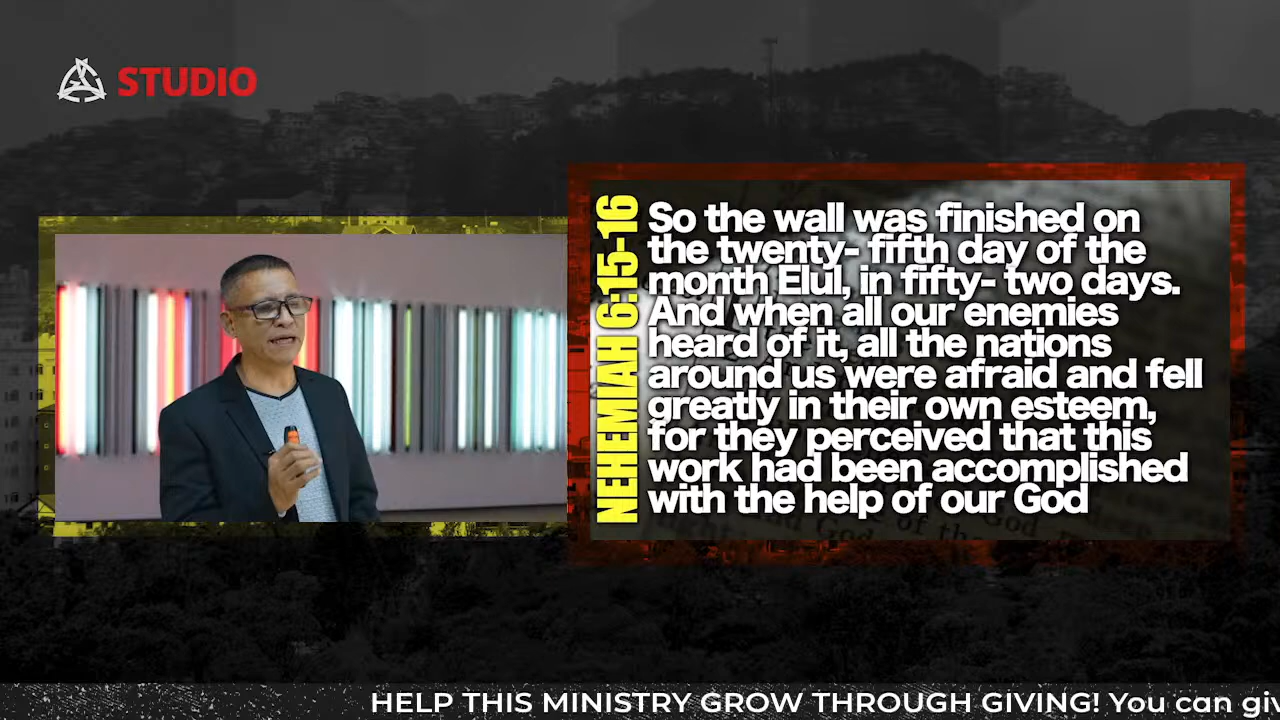 STUDIO
NEHEMIAH 6:15-16
So the wall was finished on
the twenty- fifth day of the
month Elul, in fifty- two days.
And when all our enemies
heard of it, all the nations
around us were afraid and fell
greatly in their own esteem,
for they perceived that this
work had been accomplished
with the help of our God
HELP THIS MINISTRY GROW THROUGH GIVING! You can giv